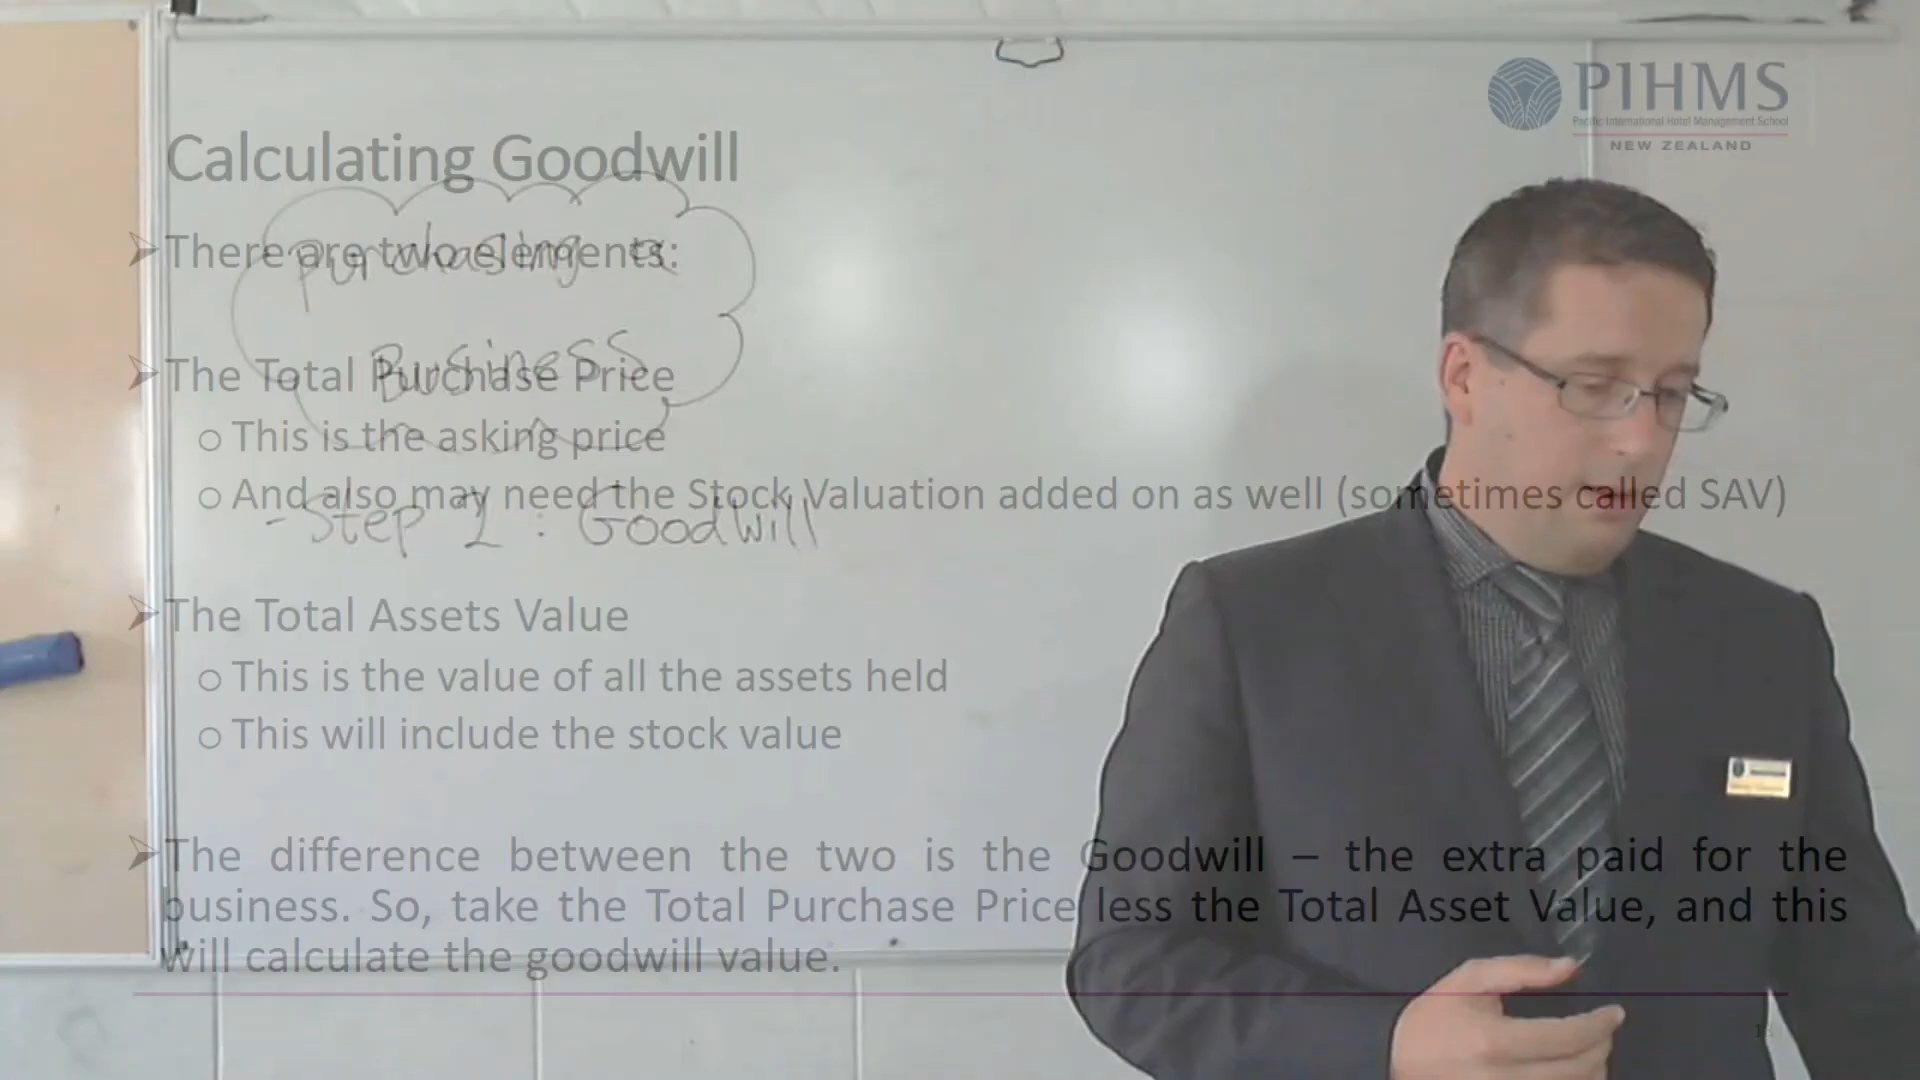 PIHMS
Pacific International Hotel Management School
NEW ZEALAND
Calculating Goodwill
There are two elements:
purchasing a
Business
The Total Purchase Price
This is the asking price
And also may need the Stock Valuation added on as well (sometimes called SAV)
- Step 1 : Goodwill
The Total Assets Value
This is the value of all the assets held
This will include the stock value
The difference between the two is the Goodwill – the extra paid for the
business. So, take the Total Purchase Price less the Total Asset Value, and this
will calculate the goodwill value.